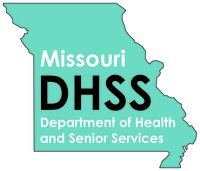 Missouri
DHSS
Department of Health
and Senior Services